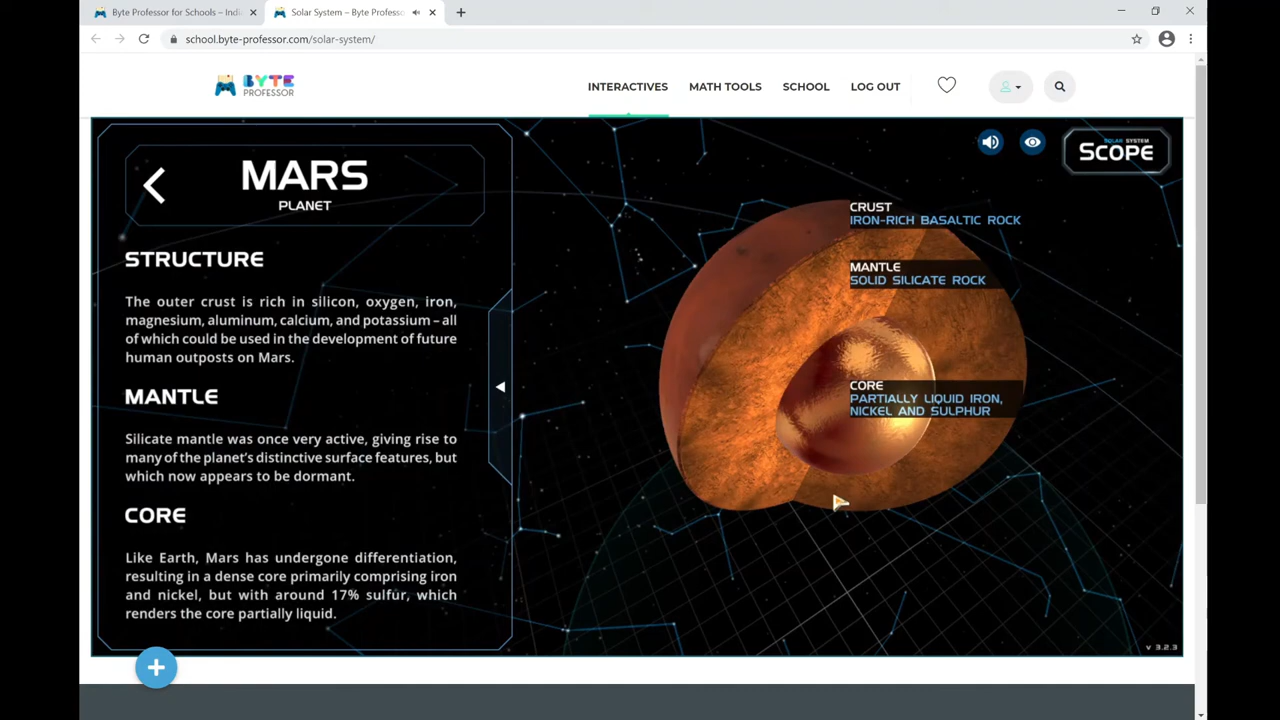 Byte Professor for Schools – Indi
Solar System – Byte Professo
school.byte-professor.com/solar-system/
BYTE
PROFESSOR
INTERACTIVES
MATH TOOLS
SCHOOL
LOG OUT
SOLAR SYSTEM
SCOPE
MARS
PLANET
STRUCTURE
The outer crust is rich in silicon, oxygen, iron,
magnesium, aluminum, calcium, and potassium – all
of which could be used in the development of future
human outposts on Mars.
MANTLE
Silicate mantle was once very active, giving rise to
many of the planet's distinctive surface features, but
which now appears to be dormant.
CORE
Like Earth, Mars has undergone differentiation,
resulting in a dense core primarily comprising iron
and nickel, but with around 17% sulfur, which
renders the core partially liquid.
CRUST
IRON-RICH BASALTIC ROCK
MANTLE
SOLID SILICATE ROCK
CORE
PARTIALLY LIQUID IRON,
NICKEL AND SULPHUR
v 3.2.3